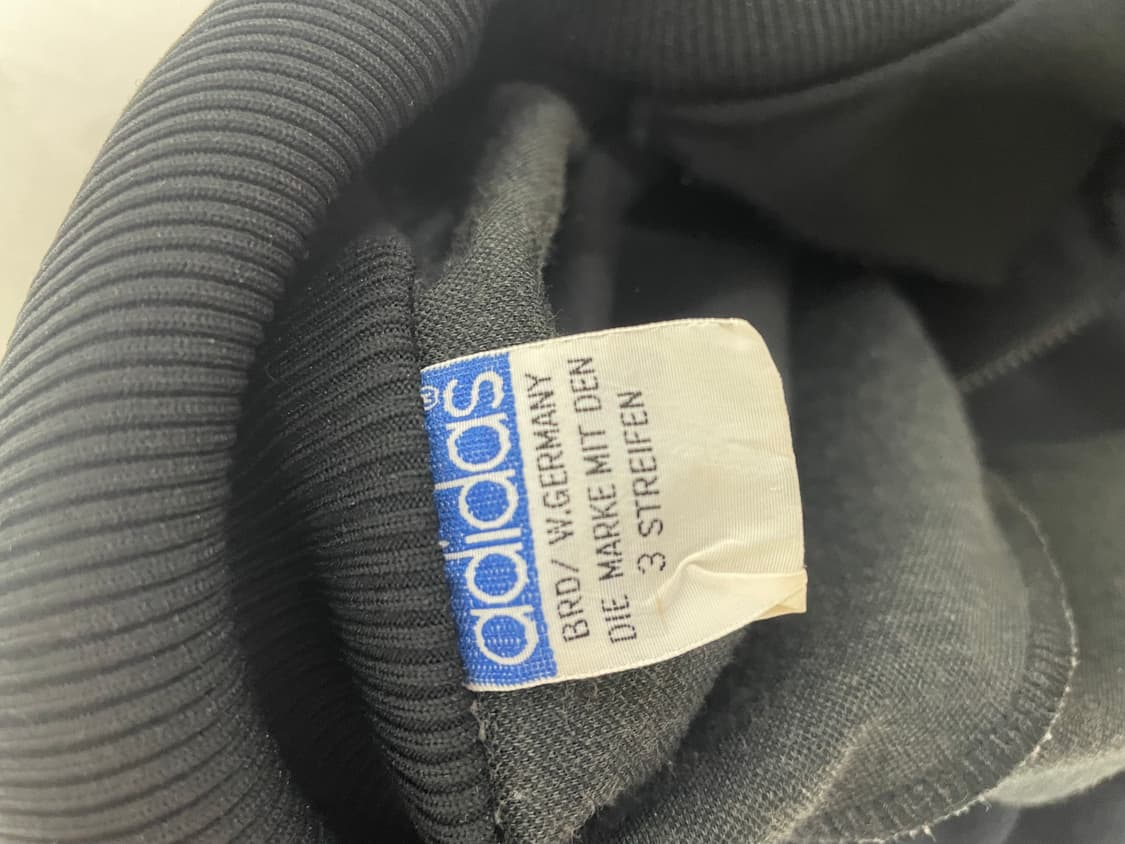 adidas®
BRD/W.GERMANY
DIE MARKE MIT DEN
3 STREIFEN